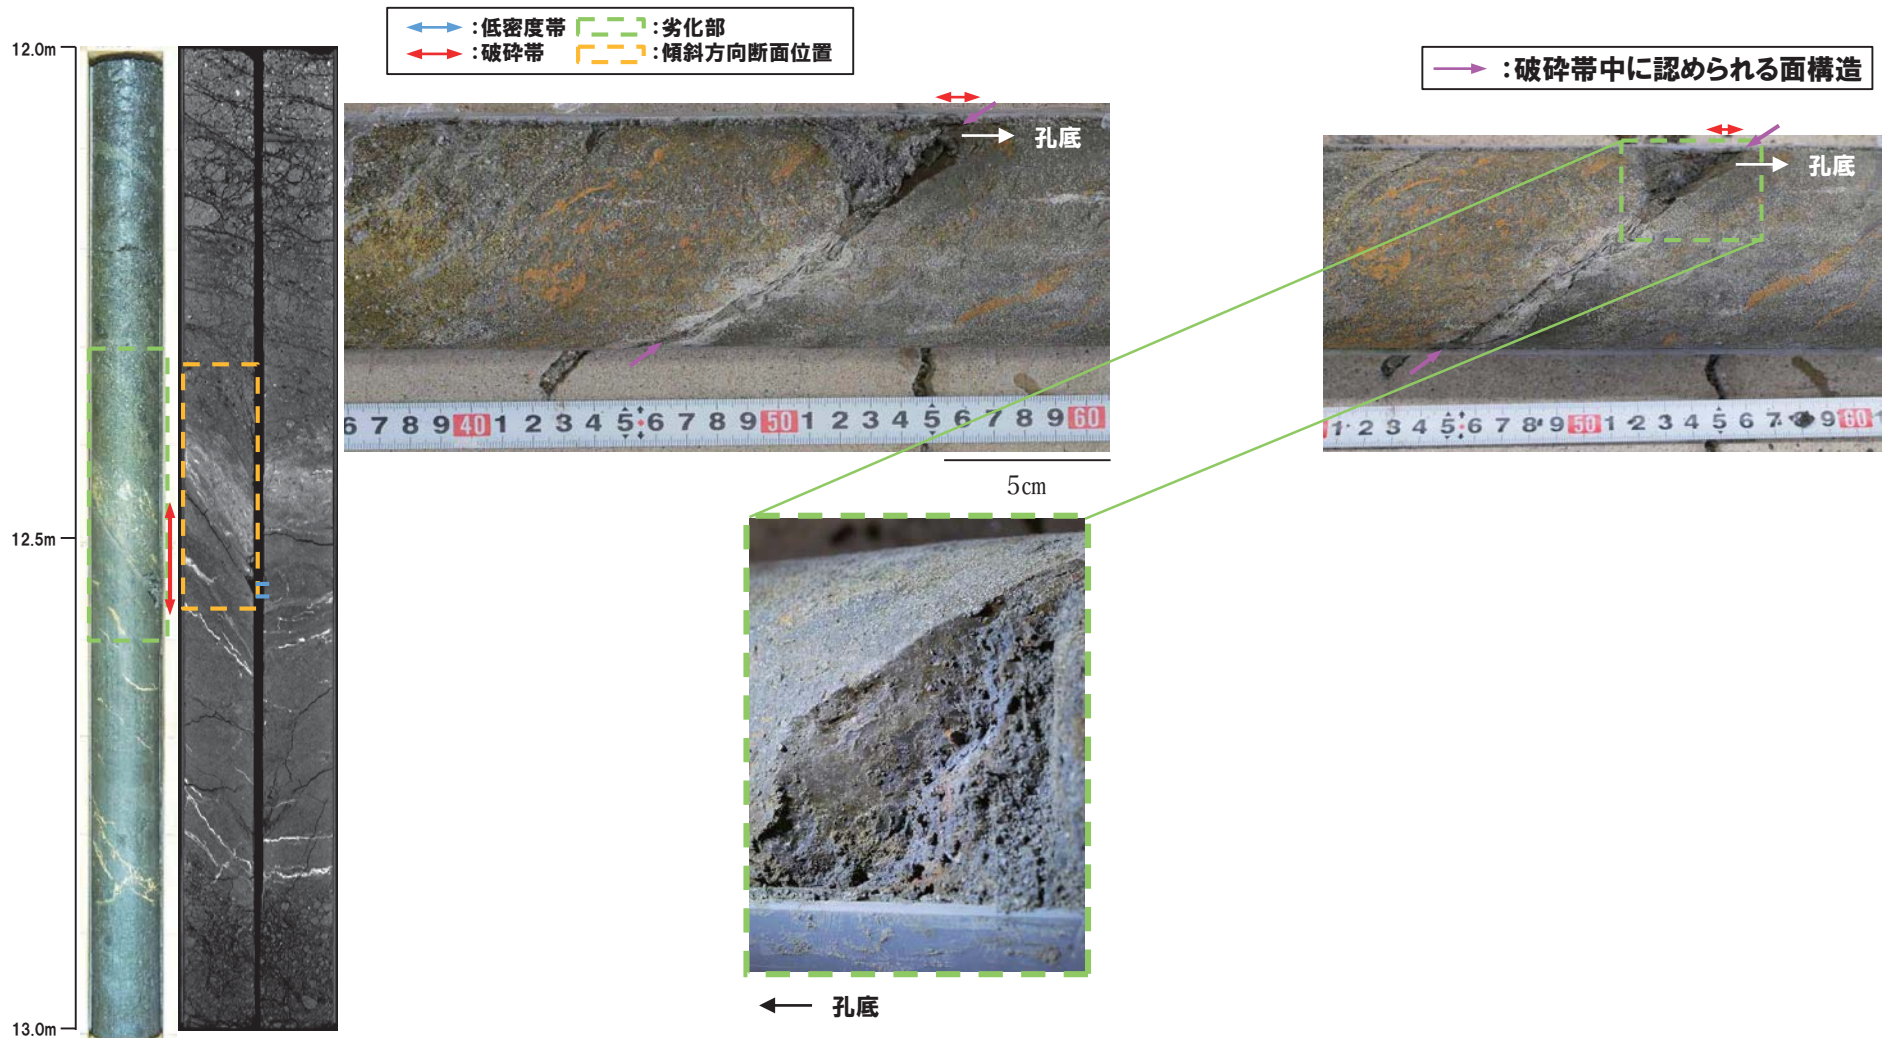 ：低密度帯 ：劣化部
：破砕帯 ：傾斜方向断面位置
：破砕帯中に認められる面構造
12.0m
12.5m
13.0m
孔底
6 7 8 9 40 1 2 3 4 5 6 7 8 9 50 1 2 3 4 5 6 7 8 9 60
5cm
孔底
1 2 3 4 5 6 7 8 9 50 1 2 3 4 5 6 7 9 60 1
孔底